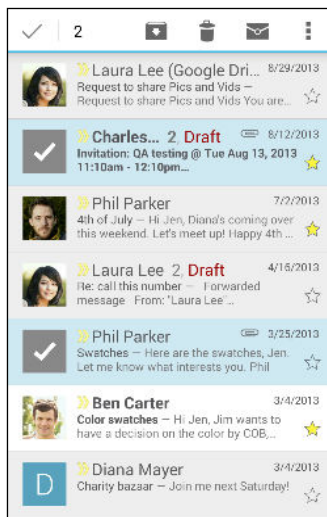 2
Laura Lee (Google Dri... 8/29/2013
Request to share Pics and Vids –
Request to share Pics and Vids You are...
Charles... 2, Draft 8/12/2013
Invitation: QA testing @ Tue Aug 13, 2013
11:10am - 12:10pm...
Phil Parker 7/2/2013
4th of July – Hi Jen, Diana's coming over
this weekend. Let's meet up! Happy 4th ...
Laura Lee 2, Draft 4/16/2013
Re: call this number – Forwarded
message From: "Laura Lee"...
Phil Parker 3/25/2013
Swatches – Here are the swatches, Jen.
Let me know what interests you. Phil
Ben Carter 3/4/2013
Color swatches – Hi Jen, Jim wants to
have a decision on the color by COB,...
D
Diana Mayer 3/4/2013
Charity bazaar – Join me next Saturday!